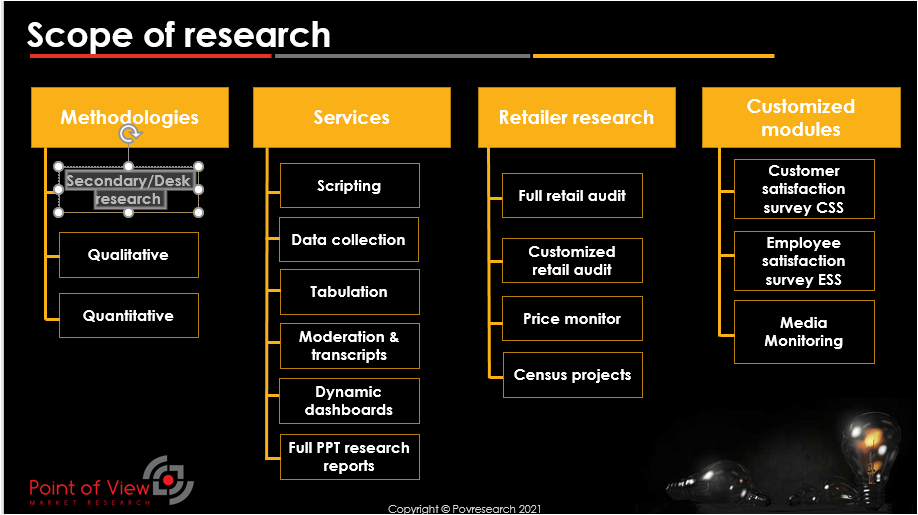 Scope of research
Methodologies
Secondary/Desk
research
Qualitative
Quantitative
Services
Scripting
Data collection
Tabulation
Moderation &
transcripts
Dynamic
dashboards
Full PPT research
reports
Retailer research
Full retail audit
Customized
retail audit
Price monitor
Census projects
Customized
modules
Customer
satisfaction
survey CSS
Employee
satisfaction
survey ESS
Media
Monitoring
Point of View
MARKET RESEARCH
Copyright © Povresearch 2021